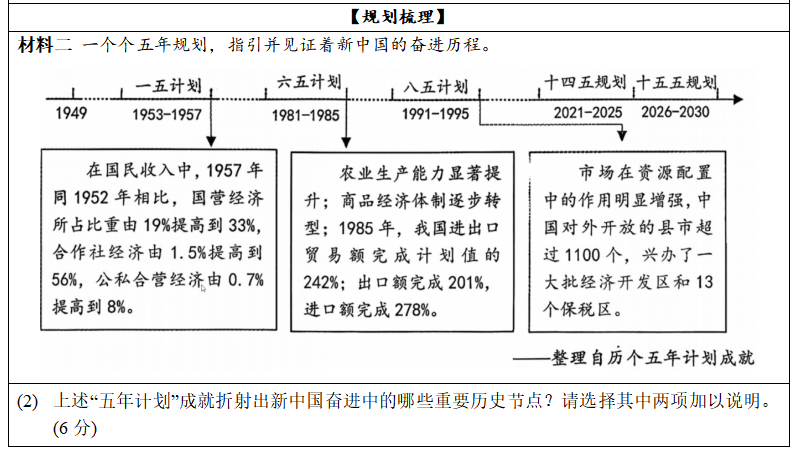 【规划梳理】
材料二 一个个五年规划，指引并见证着新中国的奋进历程。
一五计划 六五计划 八五计划 十四五规划 十五五规划
1949 1953-1957 1981-1985 1991-1995 2021-2025 2026-2030
在国民收入中，1957年
同1952年相比，国营经济
所占比重由19%提高到33%，
合作社经济由1.5%提高到
56%，公私合营经济由0.7%
提高到8%。
农业生产能力显著提
升；商品经济体制逐步转
型；1985年，我国进出口
贸易额完成计划值的
242%；出口额完成201%，
进口额完成278%。
市场在资源配置
中的作用明显增强，中
国对外开放的县市超
过1100个，兴办了一
大批经济开发区和13
个保税区。
——整理自历个五年计划成就
(2) 上述“五年计划”成就折射出新中国奋进中的哪些重要历史节点？请选择其中两项加以说明。
(6分)